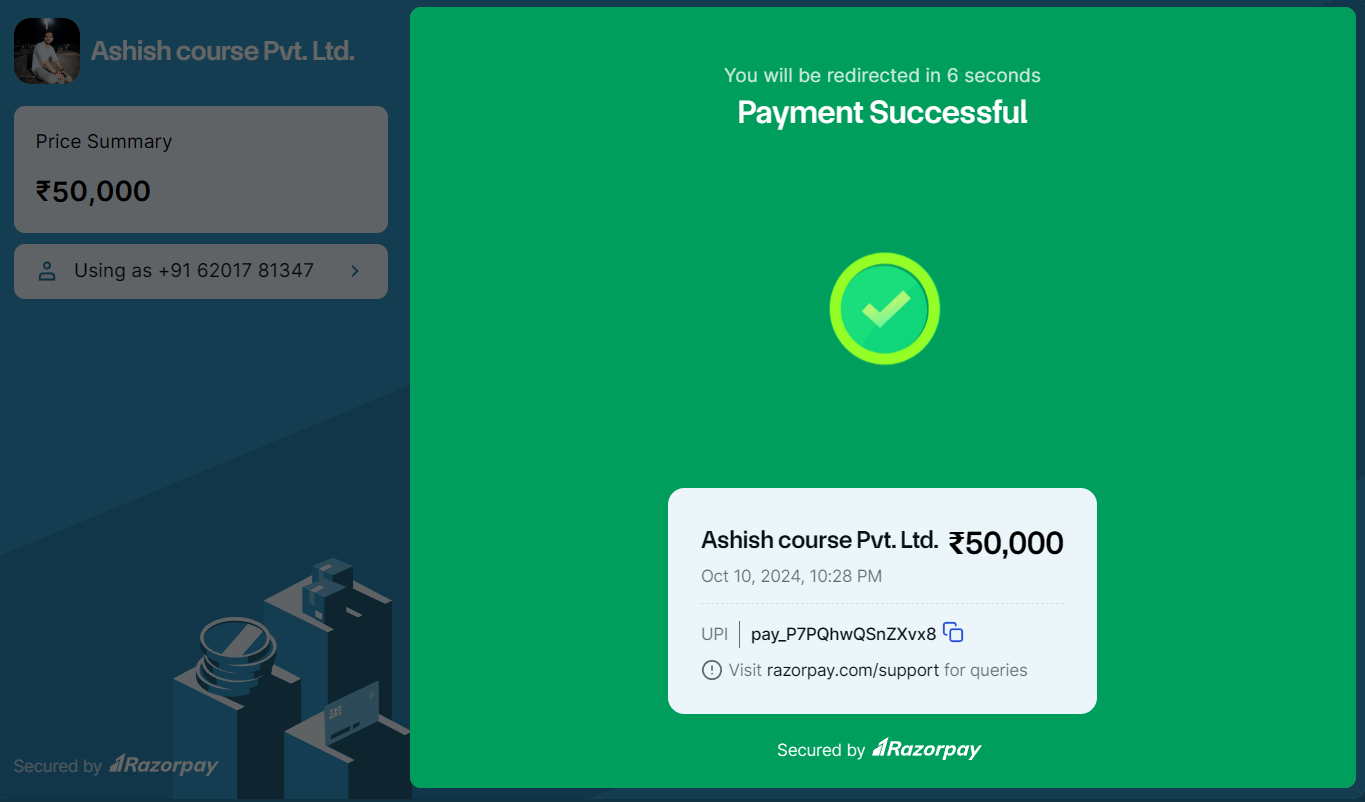 Ashish course Pvt. Ltd.
Price Summary
₹50,000
Using as +91 62017 81347
Secured by Razorpay
You will be redirected in 6 seconds
Payment Successful
Ashish course Pvt. Ltd. ₹50,000
Oct 10, 2024, 10:28 PM
UPI pay_P7PQhwQSnZXvx8
Visit razorpay.com/support for queries
Secured by Razorpay